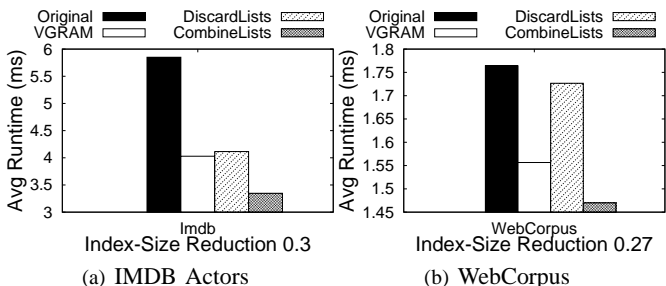 Original
VGRAM
DiscardLists
CombineLists
Avg Runtime (ms)
6
5.5
5
4.5
4
3.5
3
Imdb
Index-Size Reduction 0.3
(a) IMDB Actors
Original
VGRAM
DiscardLists
CombineLists
Avg Runtime (ms)
1.8
1.75
1.7
1.65
1.6
1.55
1.5
1.45
WebCorpus
Index-Size Reduction 0.27
(b) WebCorpus